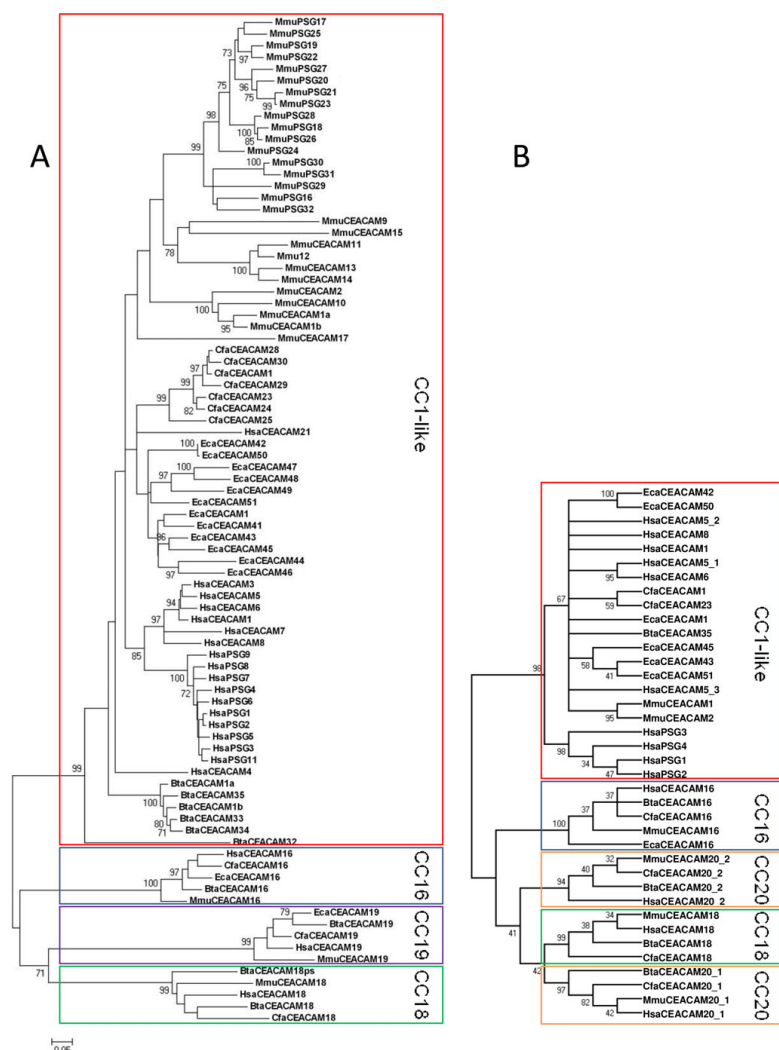 A
MmuPSG17
MmuPSG25
MmuPSG19
73
97
MmuPSG22
MmuPSG27
75
96
MmuPSG20
75
MmuPSG21
99
MmuPSG23
98
MmuPSG28
100
MmuPSG18
85
MmuPSG26
99
MmuPSG24
100
MmuPSG30
MmuPSG31
MmuPSG29
MmuPSG16
MmuPSG32
MmuCEACAM9
MmuCEACAM15
78
MmuCEACAM11
Mmu12
100
MmuCEACAM13
MmuCEACAM14
MmuCEACAM2
100
MmuCEACAM10
MmuCEACAM1a
95
MmuCEACAM1b
MmuCEACAM17
CfaCEACAM28
97
CfaCEACAM30
CfaCEACAM1
99
CfaCEACAM29
99
CfaCEACAM23
82
CfaCEACAM24
CfaCEACAM25
HsaCEACAM21
100
EcaCEACAM42
EcaCEACAM50
100
EcaCEACAM47
97
EcaCEACAM48
EcaCEACAM49
EcaCEACAM51
EcaCEACAM1
EcaCEACAM41
86
EcaCEACAM43
EcaCEACAM45
EcaCEACAM44
97
EcaCEACAM46
HsaCEACAM3
94
HsaCEACAM5
HsaCEACAM6
97
HsaCEACAM1
HsaCEACAM7
85
HsaCEACAM8
HsaPSG9
100
HsaPSG8
HsaPSG7
72
HsaPSG4
HsaPSG6
HsaPSG1
HsaPSG2
HsaPSG5
HsaPSG3
HsaPSG11
99
HsaCEACAM4
BtaCEACAM1a
100
BtaCEACAM35
BtaCEACAM1b
80
BtaCEACAM33
71
BtaCEACAM34
BtaCEACAM32
CC1-like
HsaCEACAM16
97
CfaCEACAM16
EcaCEACAM16
100
BtaCEACAM16
MmuCEACAM16
CC16
79
EcaCEACAM19
BtaCEACAM19
CfaCEACAM19
99
HsaCEACAM19
MmuCEACAM19
CC19
71
BtaCEACAM18ps
MmuCEACAM18
99
HsaCEACAM18
BtaCEACAM18
CfaCEACAM18
CC18
0.05
B
100
EcaCEACAM42
EcaCEACAM50
HsaCEACAM5_2
HsaCEACAM8
HsaCEACAM1
HsaCEACAM5_1
95
HsaCEACAM6
67
CfaCEACAM1
59
CfaCEACAM23
EcaCEACAM1
BtaCEACAM35
EcaCEACAM45
58
EcaCEACAM43
98
41
EcaCEACAM51
HsaCEACAM5_3
MmuCEACAM1
95
MmuCEACAM2
HsaPSG3
98
HsaPSG4
34
HsaPSG1
47
HsaPSG2
CC1-like
HsaCEACAM16
37
BtaCEACAM16
37
CfaCEACAM16
100
MmuCEACAM16
EcaCEACAM16
CC16
32
MmuCEACAM20_2
40
CfaCEACAM20_2
94
BtaCEACAM20_2
HsaCEACAM20_2
CC20
41
34
MmuCEACAM18
38
HsaCEACAM18
99
BtaCEACAM18
CfaCEACAM18
CC18
42
BtaCEACAM20_1
97
CfaCEACAM20_1
82
MmuCEACAM20_1
42
HsaCEACAM20_1
CC20